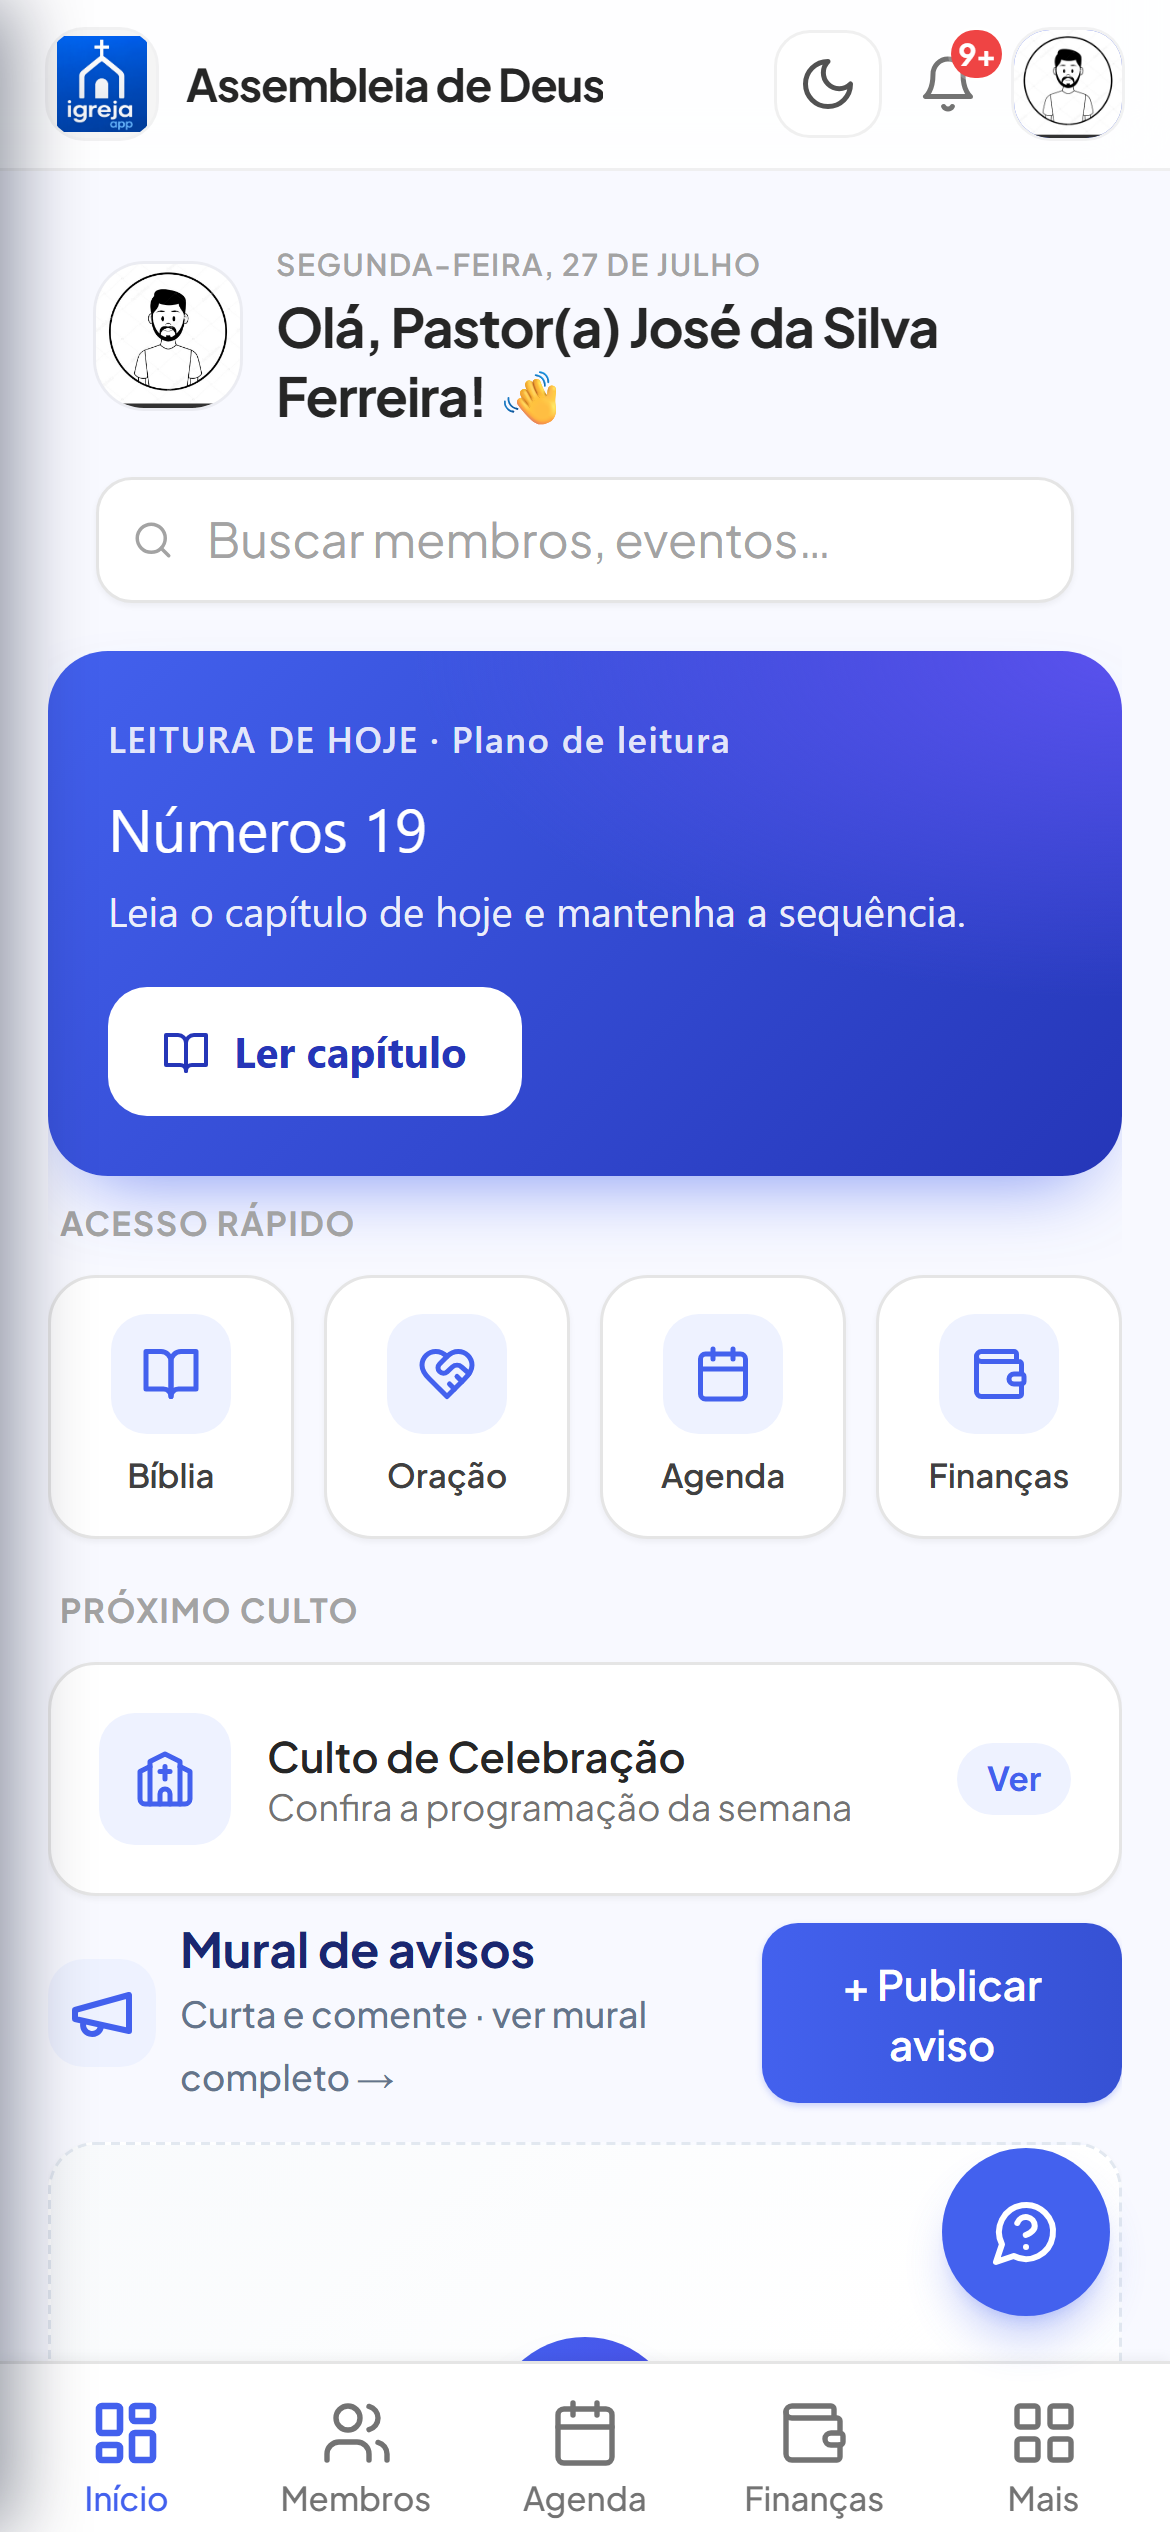 igreja
app
Assembleia de Deus
9+
SEGUNDA-FEIRA, 27 DE JULHO
Olá, Pastor(a) José da Silva
Ferreira! 👋
Buscar membros, eventos...
LEITURA DE HOJE · Plano de leitura
Números 19
Leia o capítulo de hoje e mantenha a sequência.
Ler capítulo
ACESSO RÁPIDO
Bíblia
Oração
Agenda
Finanças
PRÓXIMO CULTO
Culto de Celebração
Confira a programação da semana
Ver
Mural de avisos
Curta e comente · ver mural
completo →
+ Publicar
aviso
Início
Membros
Agenda
Finanças
Mais